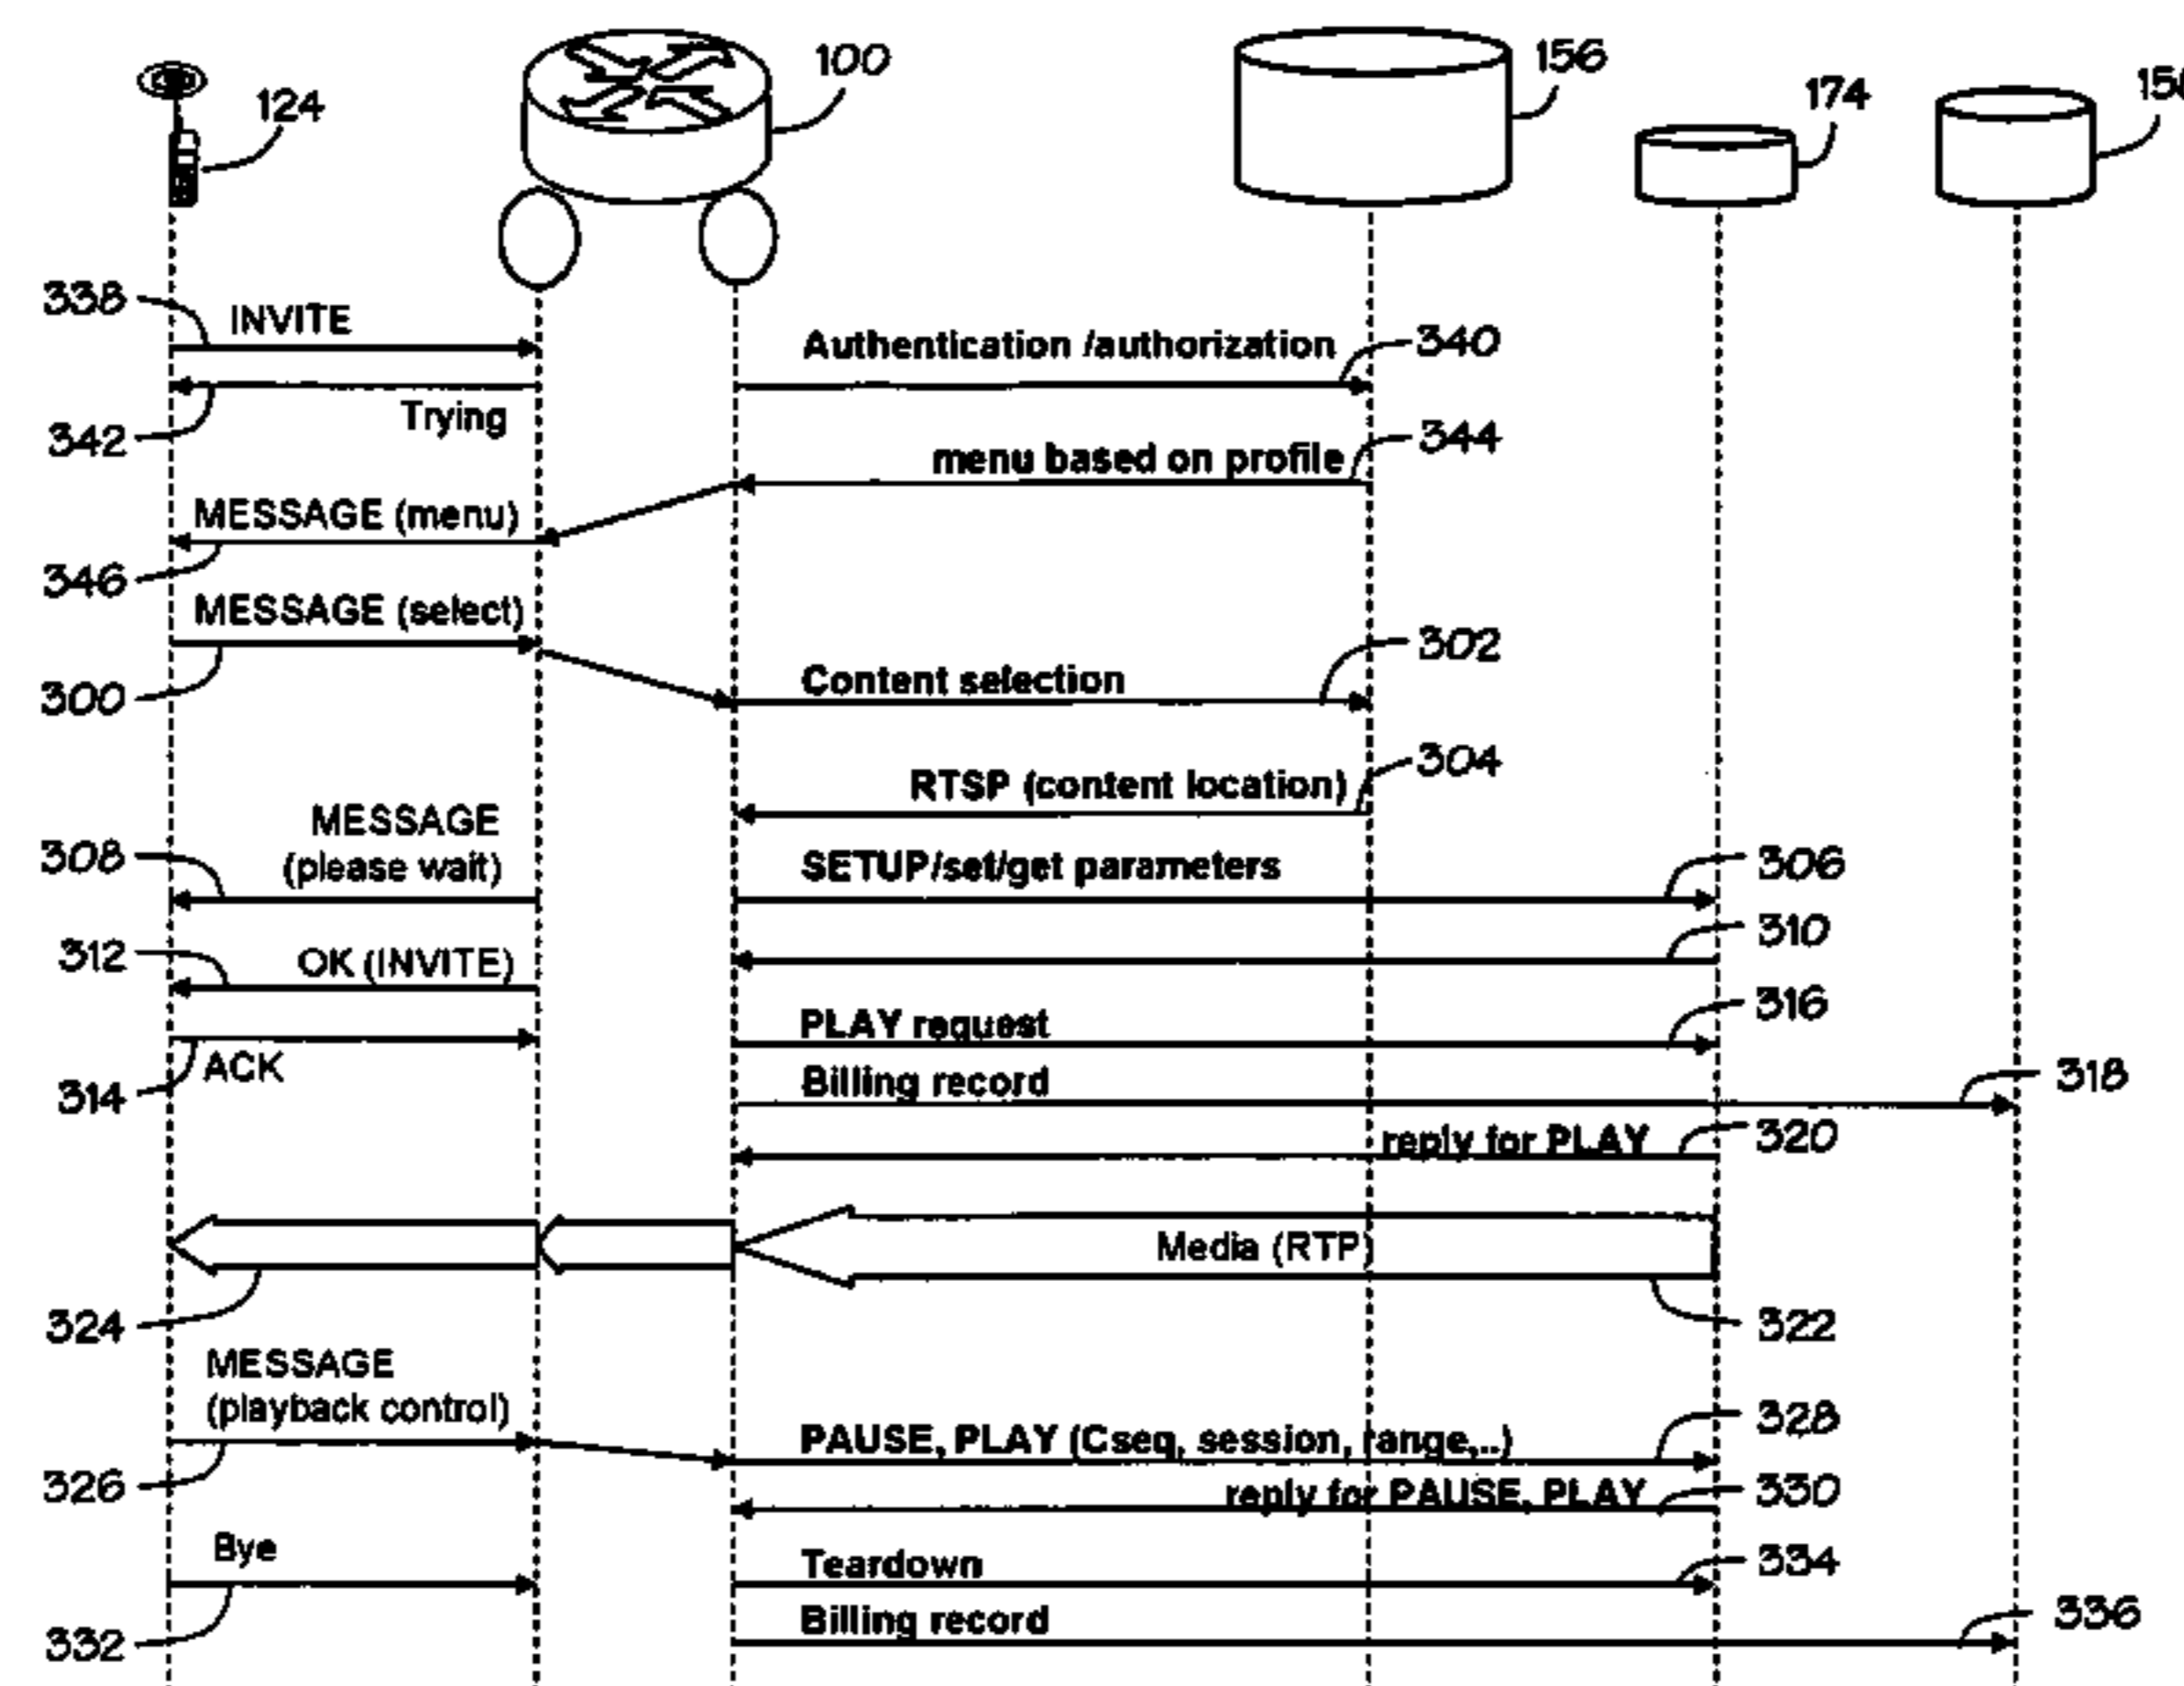 124
100
156
174
338
INVITE
Authentication /authorization
340
342
Trying
menu based on profile
344
MESSAGE (menu)
346
MESSAGE (select)
300
Content selection
302
RTSP (content location)
304
MESSAGE
(please wait)
308
SETUP/set/get parameters
306
310
312
OK (INVITE)
PLAY request
316
314
ACK
Billing record
318
reply for PLAY
320
Media (RTP)
324
322
MESSAGE
(playback control)
326
PAUSE, PLAY (Cseq, session, range,..)
328
reply for PAUSE, PLAY
330
Bye
332
Teardown
334
Billing record
336